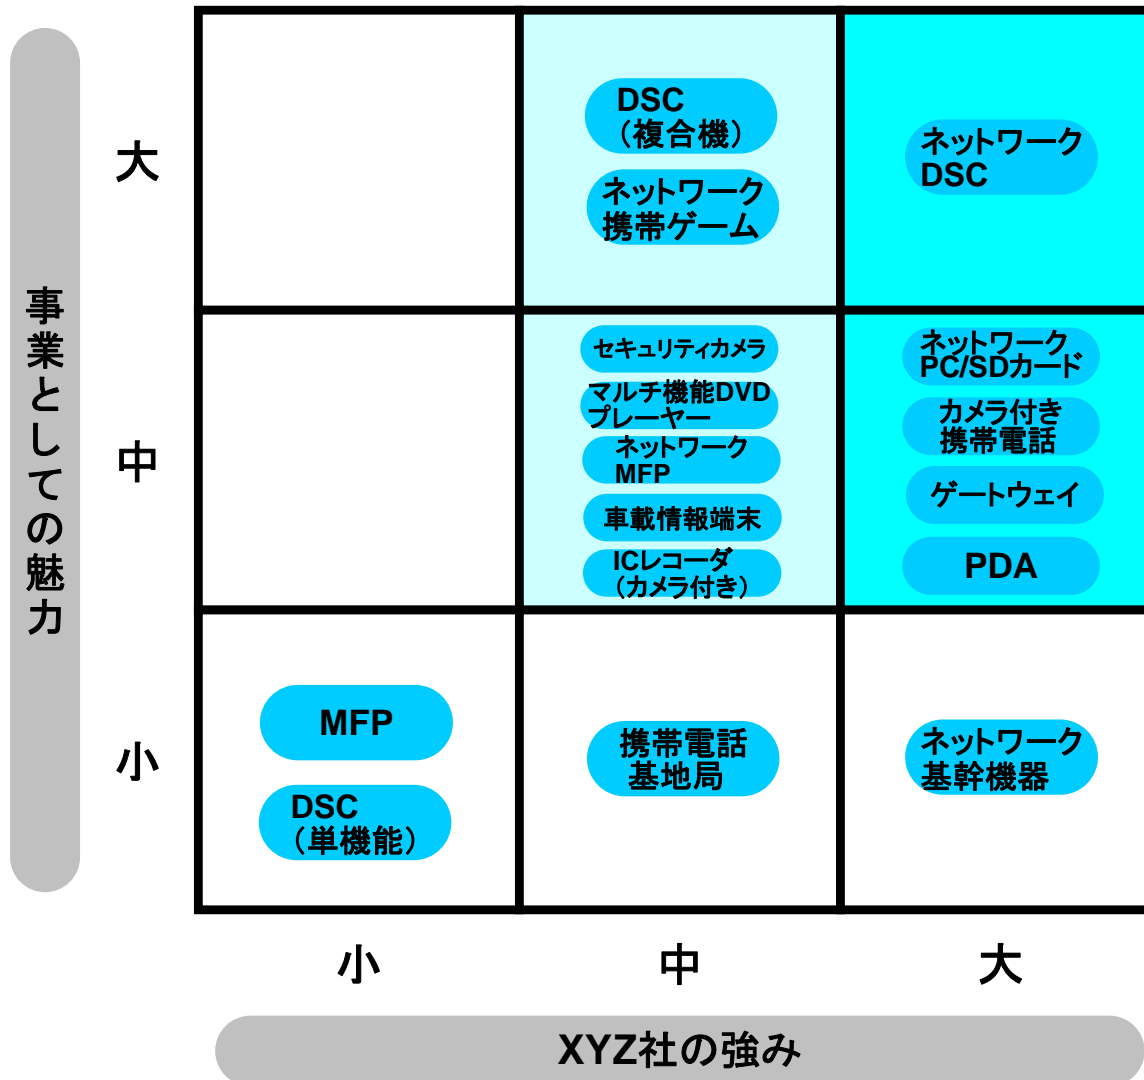 事業としての魅力
大
DSC
（複合機）
ネットワーク
携帯ゲーム
ネットワーク
DSC
中
セキュリティカメラ
マルチ機能DVD
プレーヤー
ネットワーク
MFP
車載情報端末
ICレコーダ
（カメラ付き）
ネットワーク
PC/SDカード
カメラ付き
携帯電話
ゲートウェイ
PDA
小
MFP
DSC
（単機能）
携帯電話
基地局
ネットワーク
基幹機器
小
中
大
XYZ社の強み